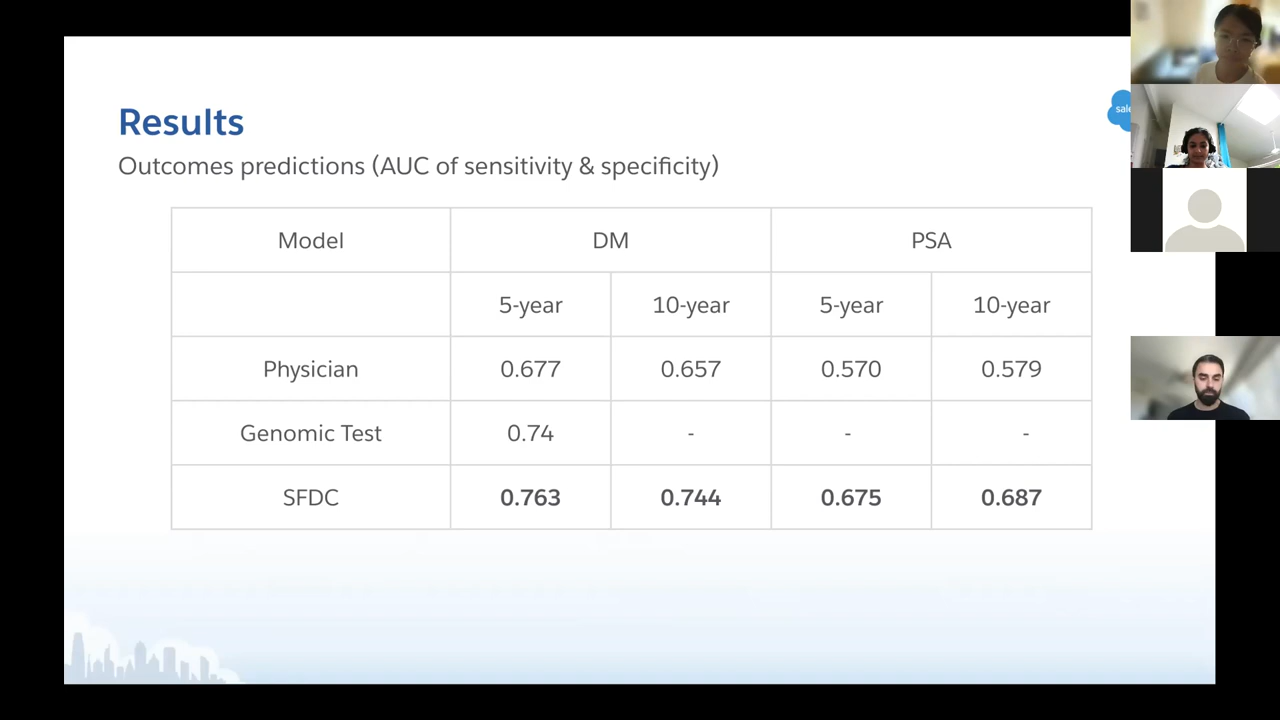 Results
sale
Outcomes predictions (AUC of sensitivity & specificity)
Model DM PSA
5-year 10-year 5-year 10-year
Physician 0.677 0.657 0.570 0.579
Genomic Test 0.74 - - -
SFDC 0.763 0.744 0.675 0.687